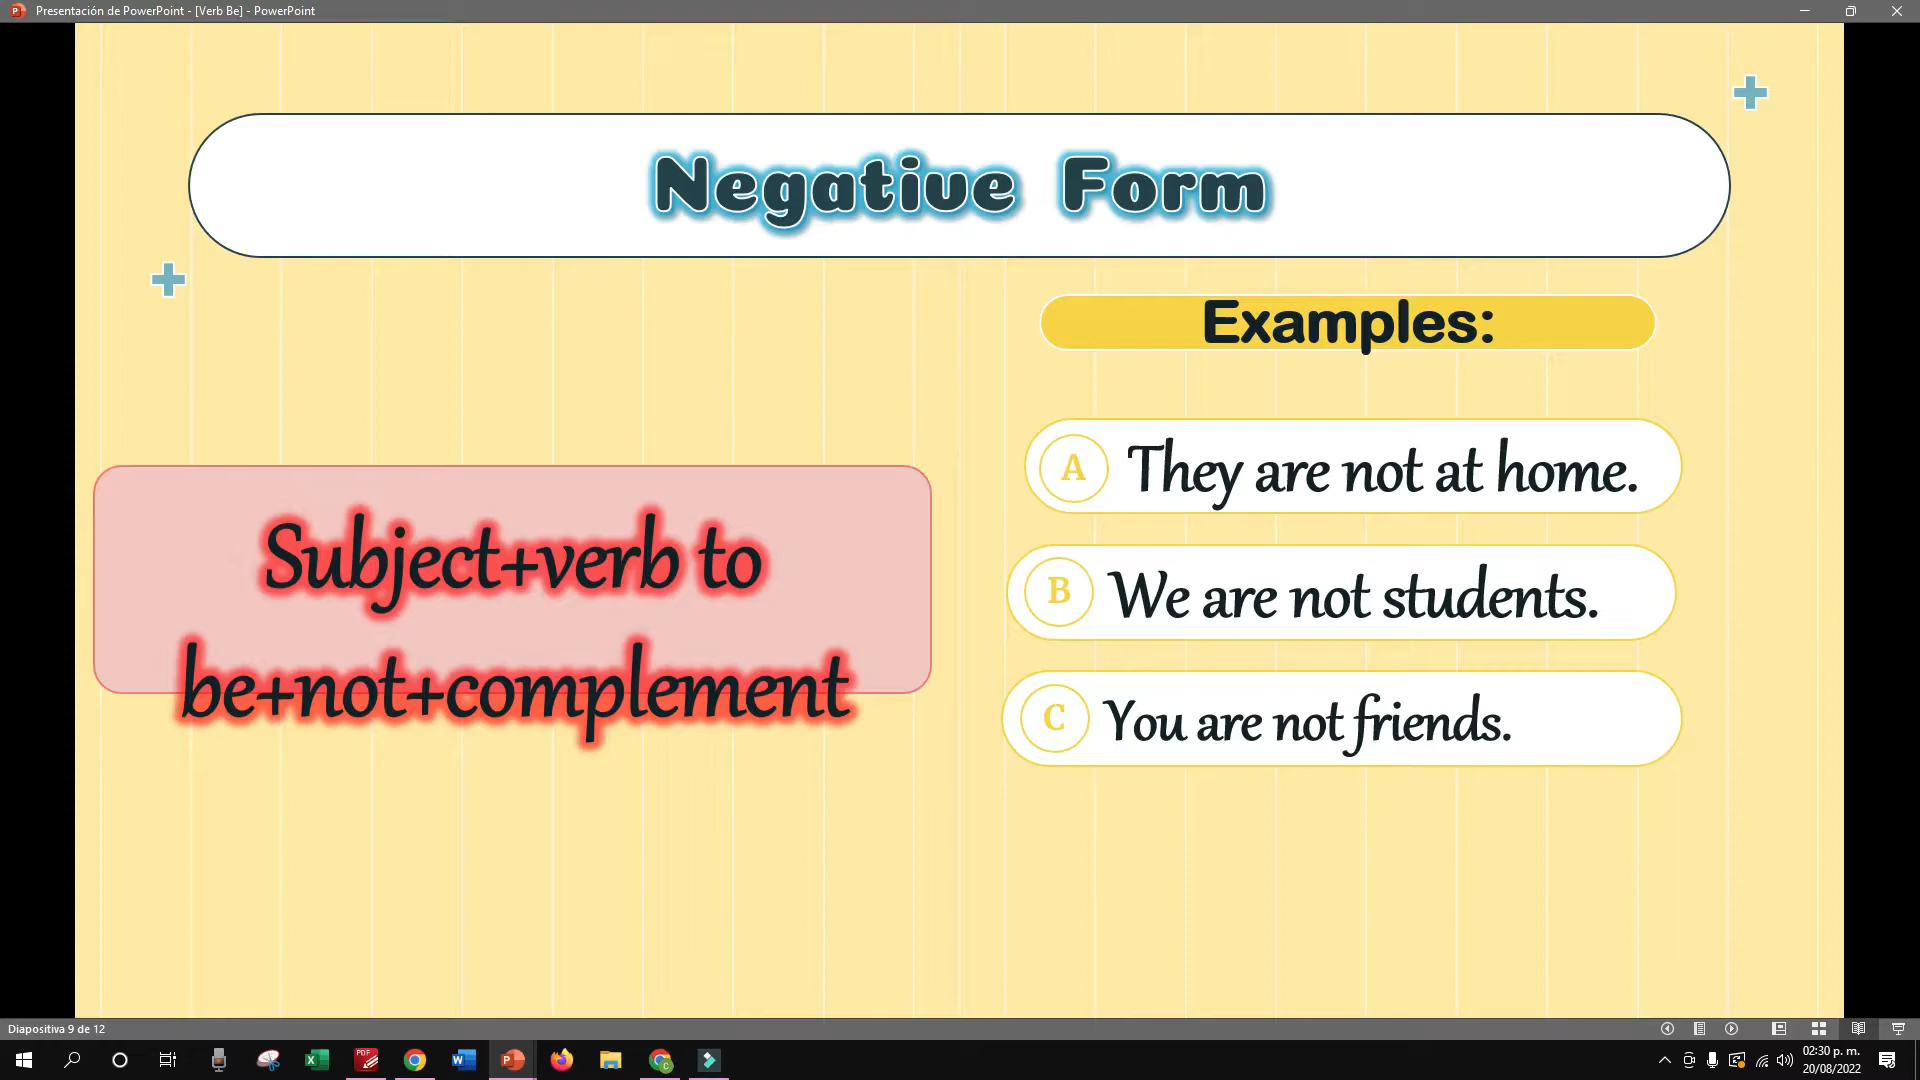 Presentación de PowerPoint - [Verb Be] - PowerPoint
Negative Form
Examples:
Subject+verb to
be+not+complement
A They are not at home.
B We are not students.
C You are not friends.
Diapositiva 9 de 12
02:30 p. m.
20/08/2022